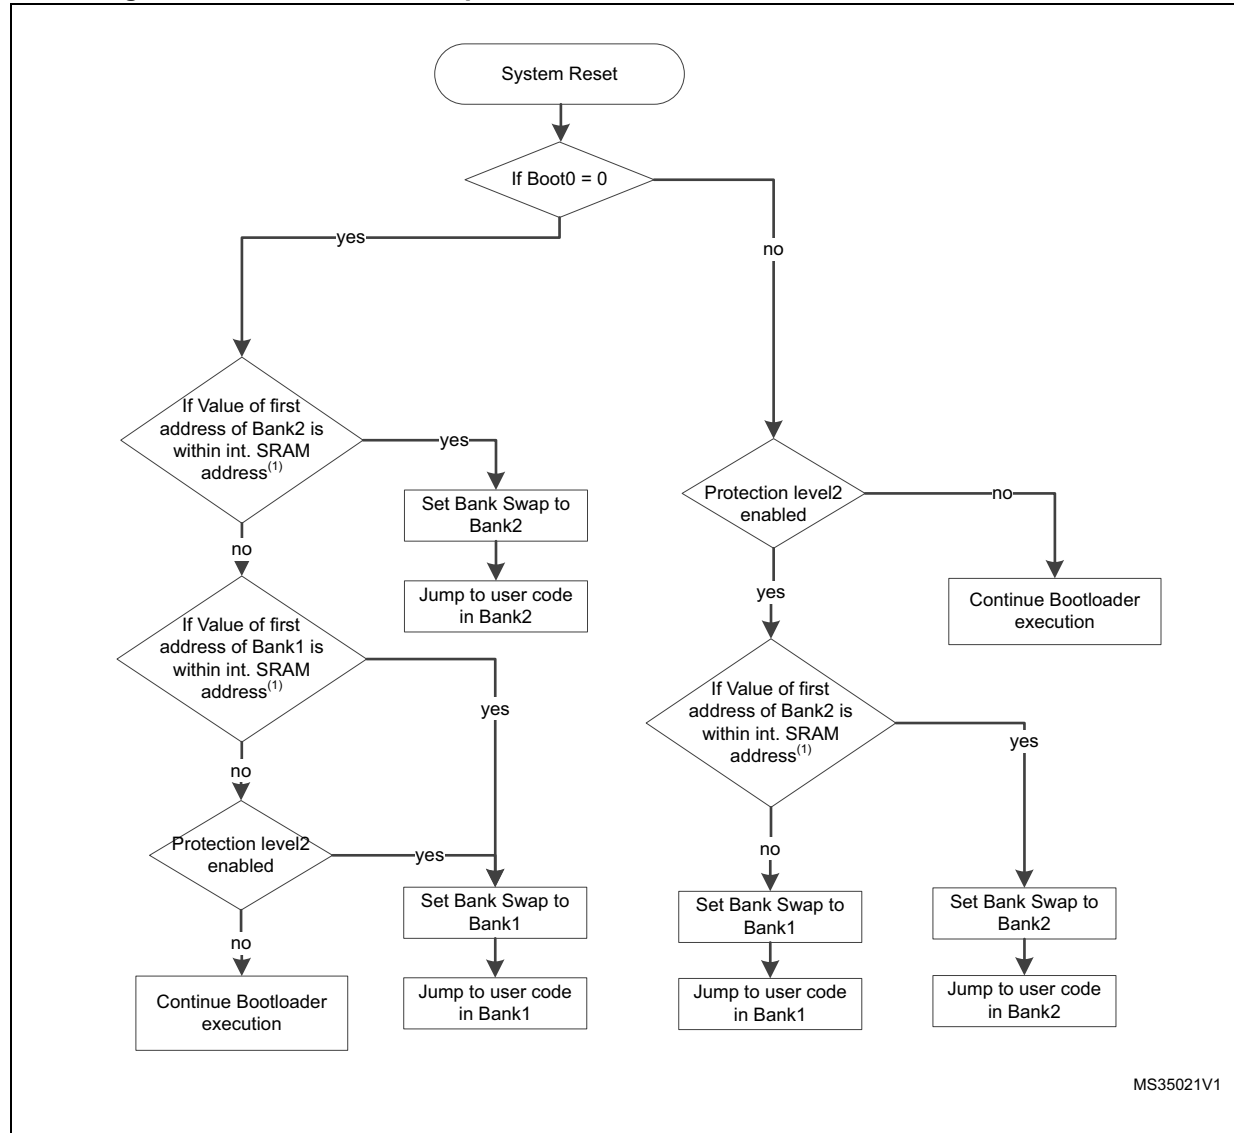 System Reset
If Boot0 = 0
yes
no
If Value of first
address of Bank2 is
within int. SRAM
address(1)
yes
Set Bank Swap to
Bank2
Protection level2
enabled
no
no
Jump to user code
in Bank2
yes
Continue Bootloader
execution
If Value of first
address of Bank1 is
within int. SRAM
address(1)
yes
If Value of first
address of Bank2 is
within int. SRAM
address(1)
yes
no
Protection level2
enabled
yes
no
Set Bank Swap to
Bank1
Set Bank Swap to
Bank1
Set Bank Swap to
Bank2
no
Continue Bootloader
execution
Jump to user code
in Bank1
Jump to user code
in Bank1
Jump to user code
in Bank2
MS35021V1